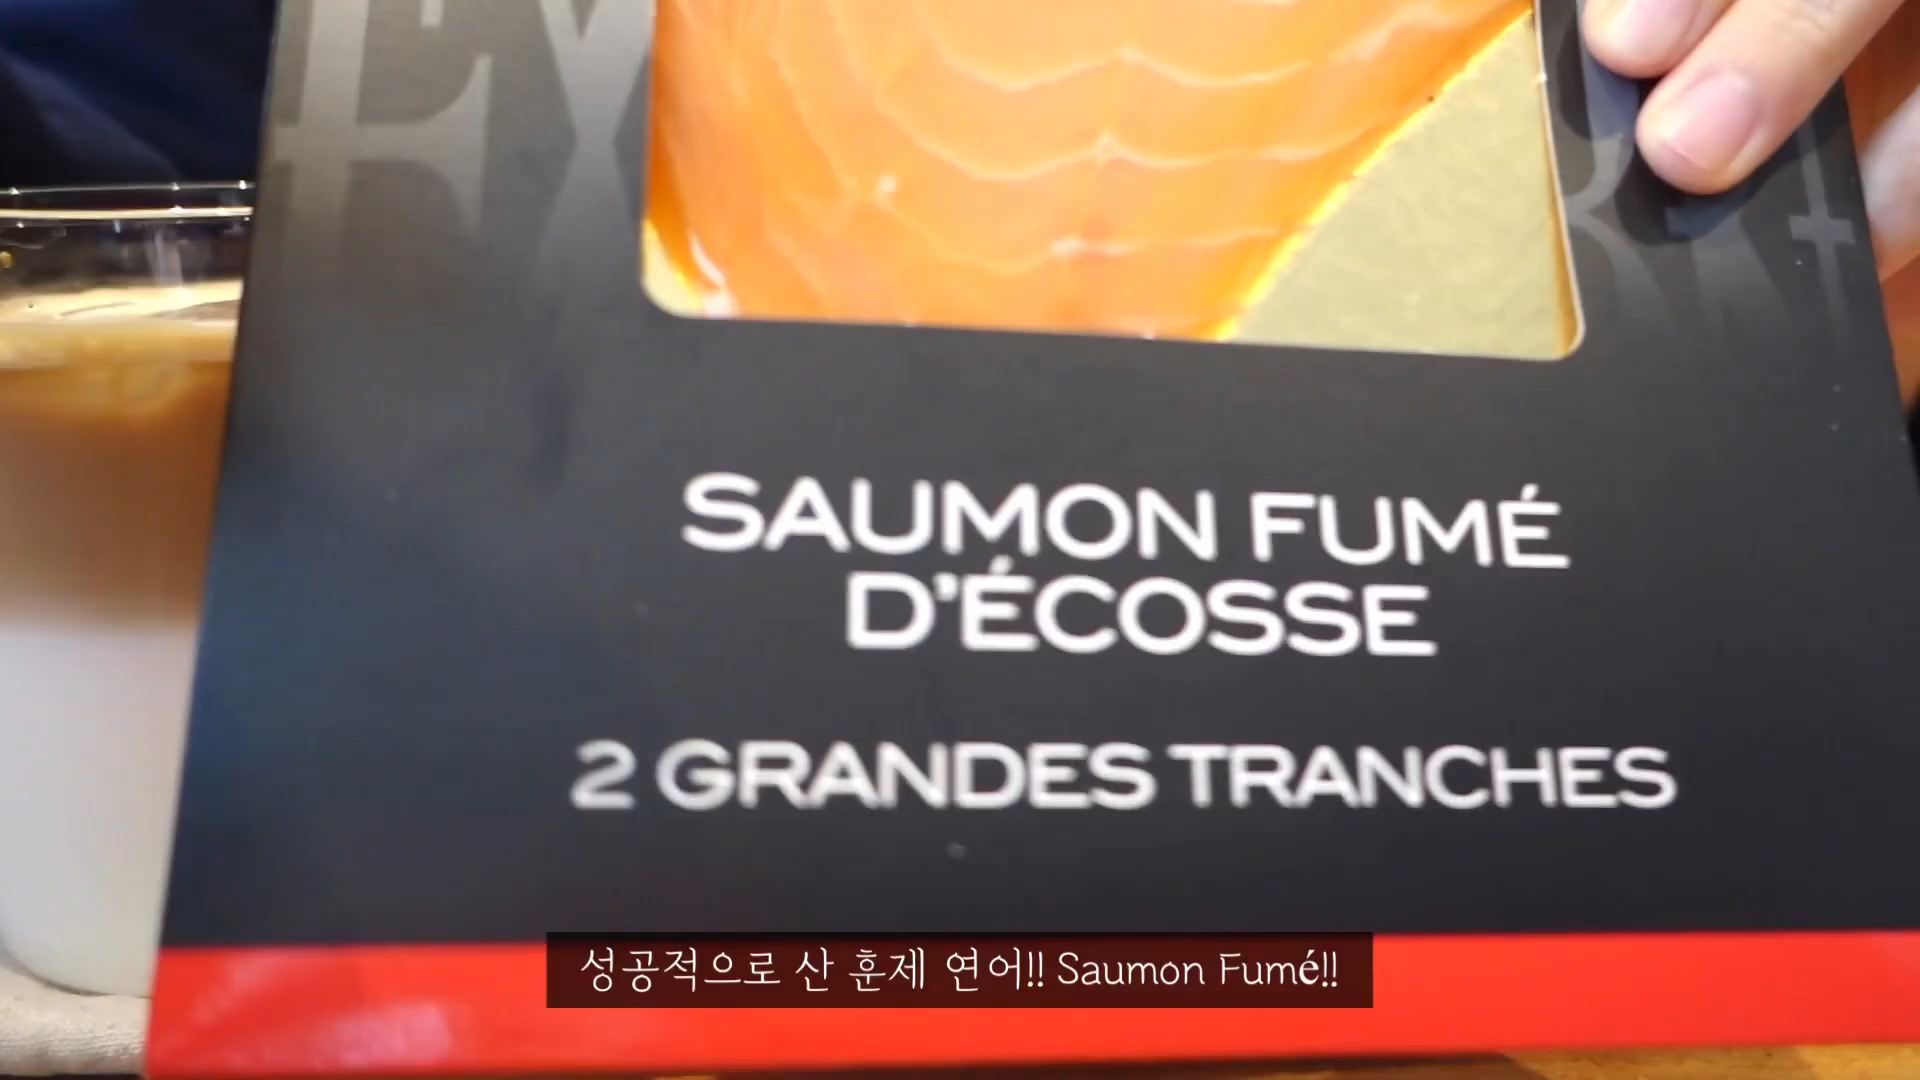 SAUMON FUMÉ
D'ÉCOSSE
2 GRANDES TRANCHES
성공적으로 산 훈제 연어!! Saumon Fumé!!